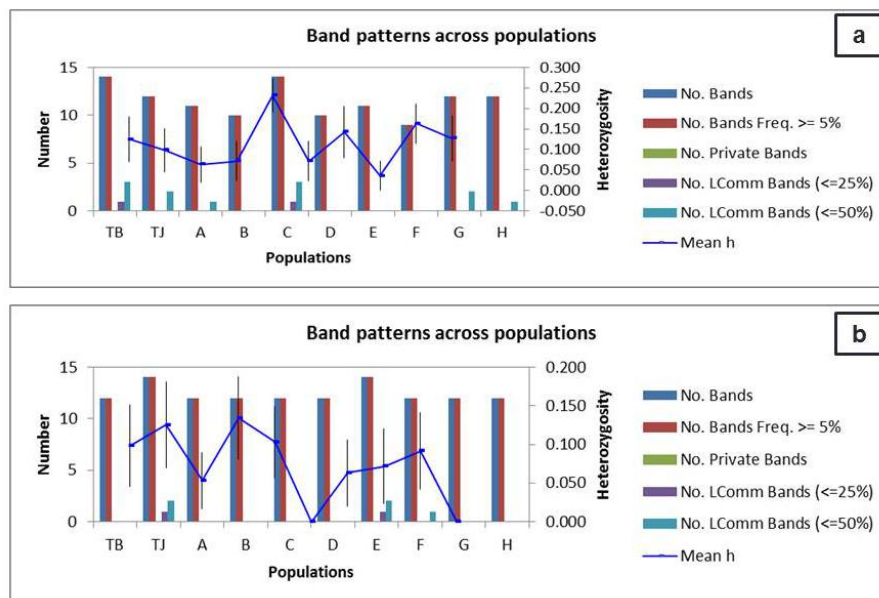 Band patterns across populations
a
15
10
5
0
Number
TB TJ A B C D E F G H
Populations
0.300
0.250
0.200
0.150
0.100
0.050
0.000
-0.050
Heterozygosity
No. Bands
No. Bands Freq. >= 5%
No. Private Bands
No. LComm Bands (<=25%)
No. LComm Bands (<=50%)
Mean h
Band patterns across populations
b
15
10
5
0
Number
TB TJ A B C D E F G H
Populations
0.200
0.150
0.100
0.050
0.000
Heterozygosity
No. Bands
No. Bands Freq. >= 5%
No. Private Bands
No. LComm Bands (<=25%)
No. LComm Bands (<=50%)
Mean h